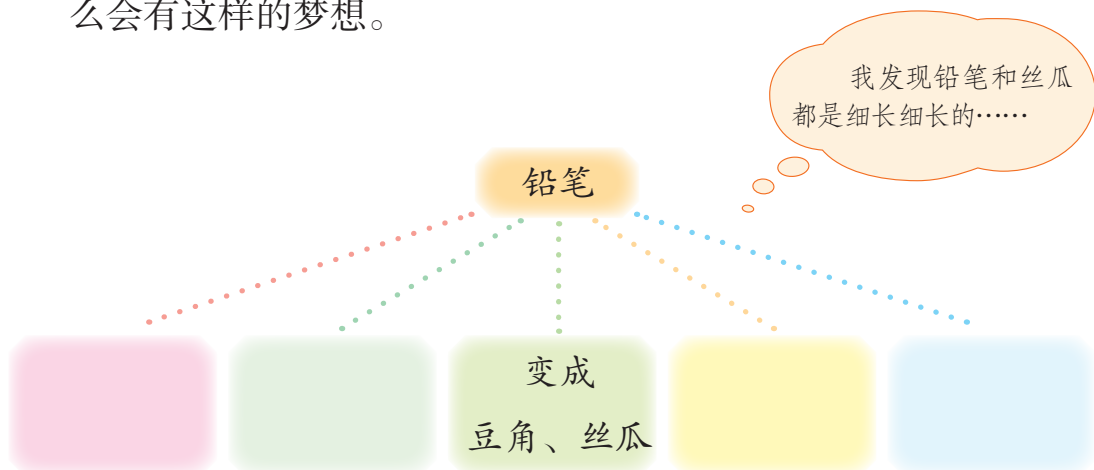 么会有这样的梦想。
我发现铅笔和丝瓜
都是细长细长的……
铅笔
变成
豆角、丝瓜